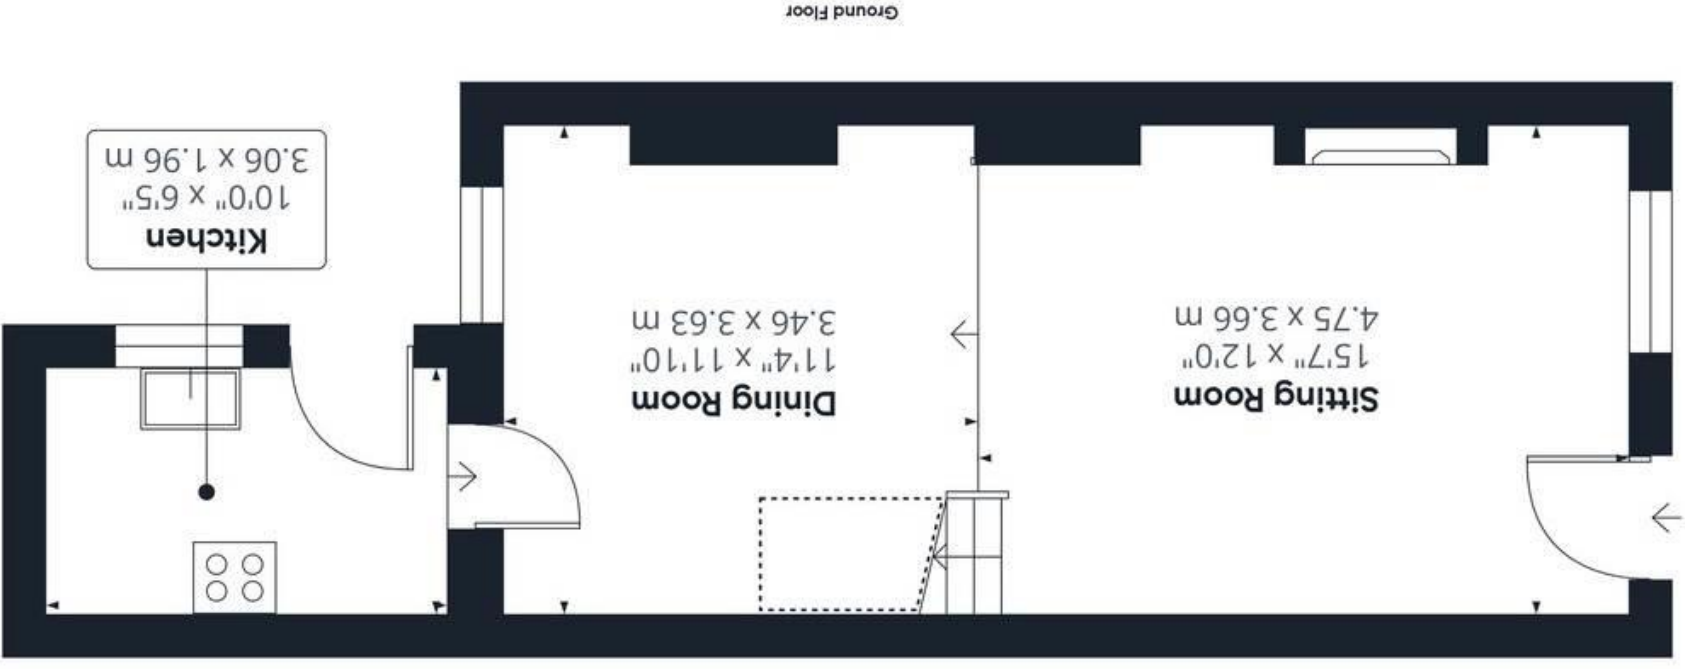 Sitting Room
15'7" x 12'0"
4.75 x 3.66 m
Dining Room
11'4" x 11'10"
3.46 x 3.63 m
Kitchen
10'0" x 6'5"
3.06 x 1.96 m
Ground Floor